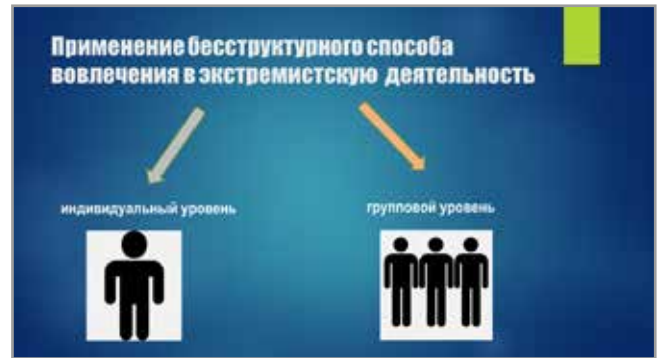 Применение бесструктурного способа
вовлечения в экстремистскую деятельность
индивидуальный уровень
групповой уровень